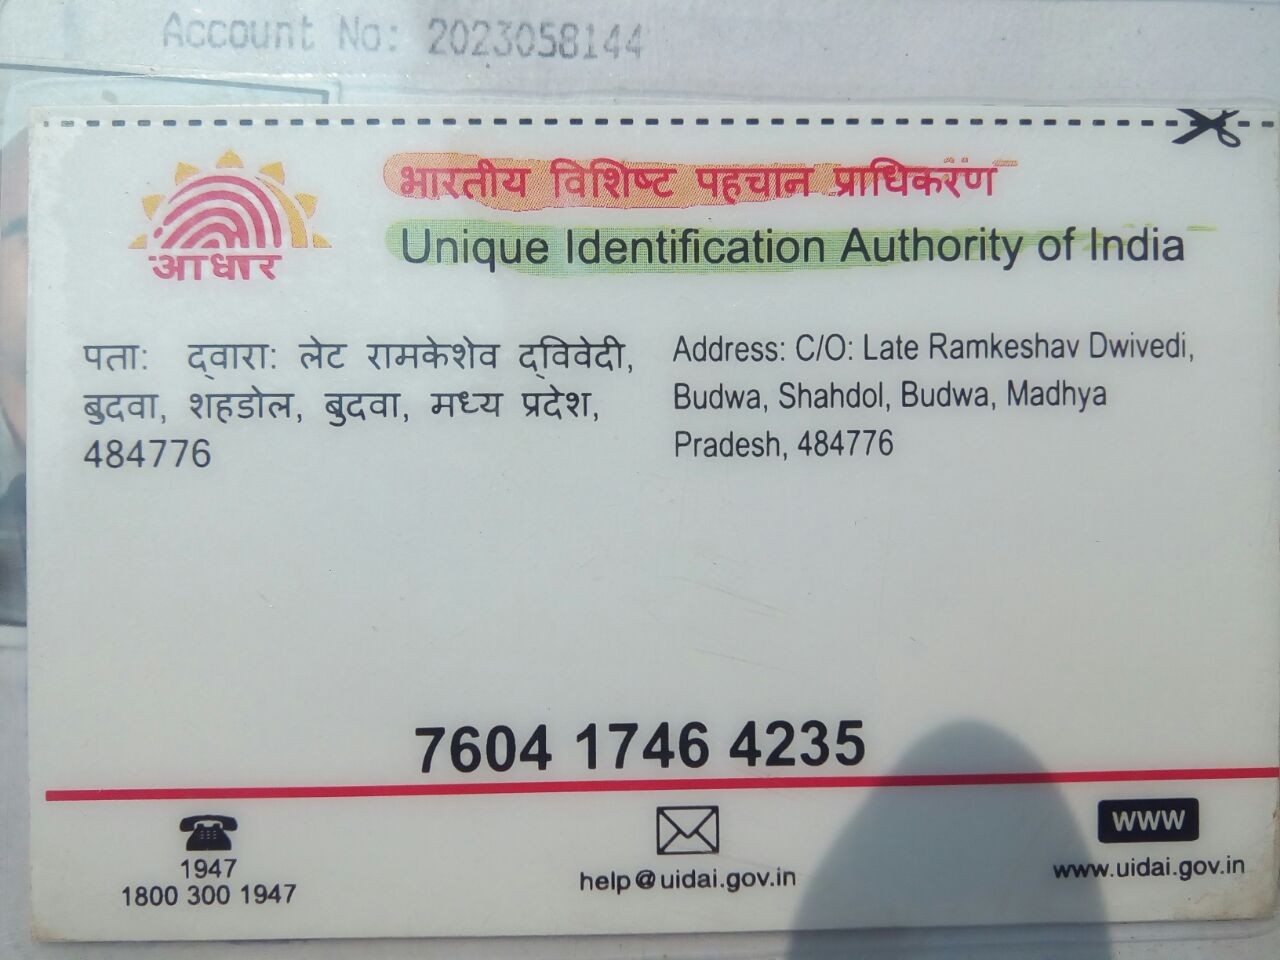 Account No: 2023058144
आधार
भारतीय विशिष्ट पहचान प्राधिकरण
Unique Identification Authority of India
पता: द्वारा: लेट रामकेशेव द्विवेदी,
बुदवा, शहडोल, बुदवा, मध्य प्रदेश,
484776
Address: C/O: Late Ramkeshav Dwivedi,
Budwa, Shahdol, Budwa, Madhya
Pradesh, 484776
7604 1746 4235
1947
1800 300 1947
help@uidai.gov.in
WWW
www.uidai.gov.in